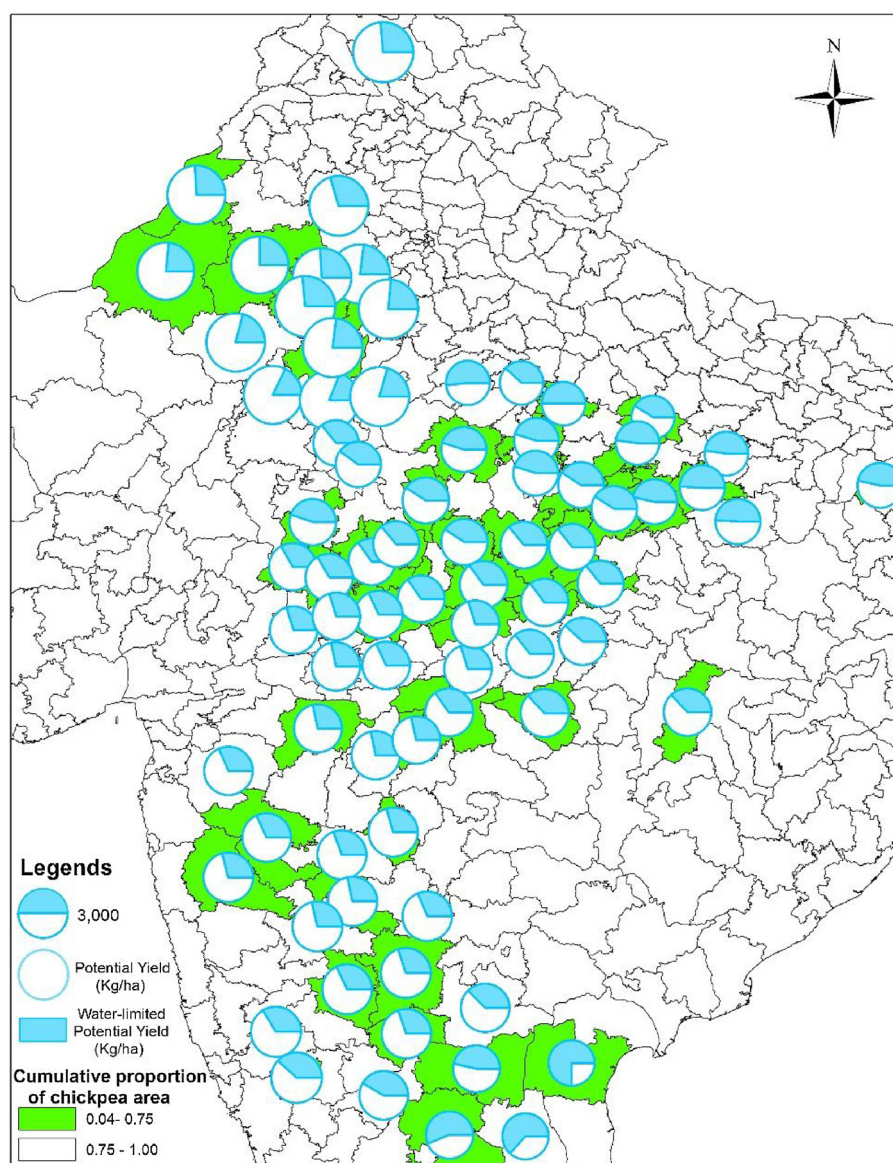 N
Legends
3,000
Potential Yield
(Kg/ha)
Water-limited
Potential Yield
(Kg/ha)
Cumulative proportion
of chickpea area
0.04- 0.75
0.75 - 1.00